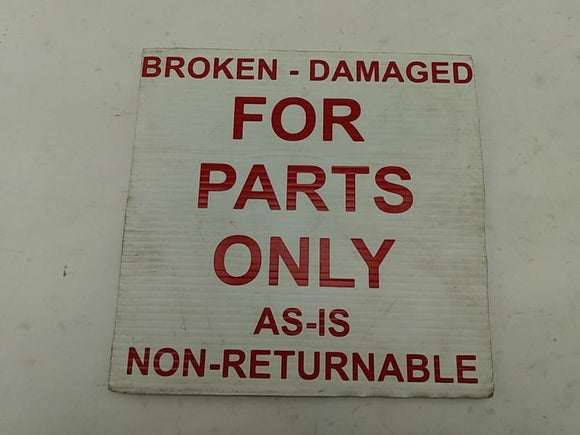 BROKEN - DAMAGED
FOR
PARTS
ONLY
AS-IS
NON-RETURNABLE